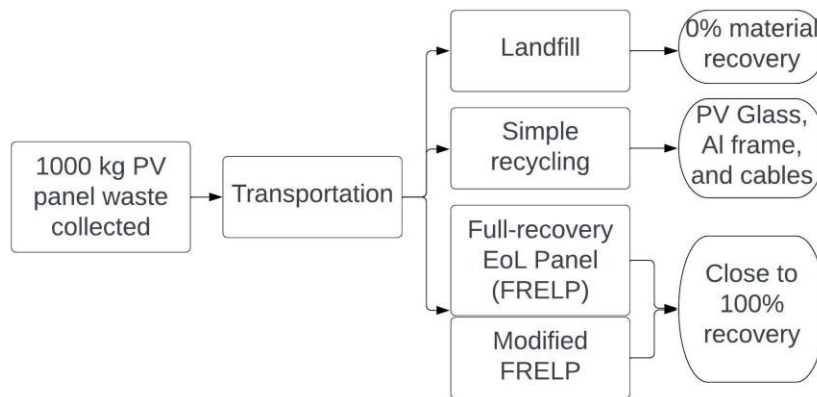 1000 kg PV
panel waste
collected
Transportation
Landfill
0% material
recovery
Simple
recycling
PV Glass,
Al frame,
and cables
Full-recovery
EoL Panel
(FRELP)
Modified
FRELP
Close to
100%
recovery